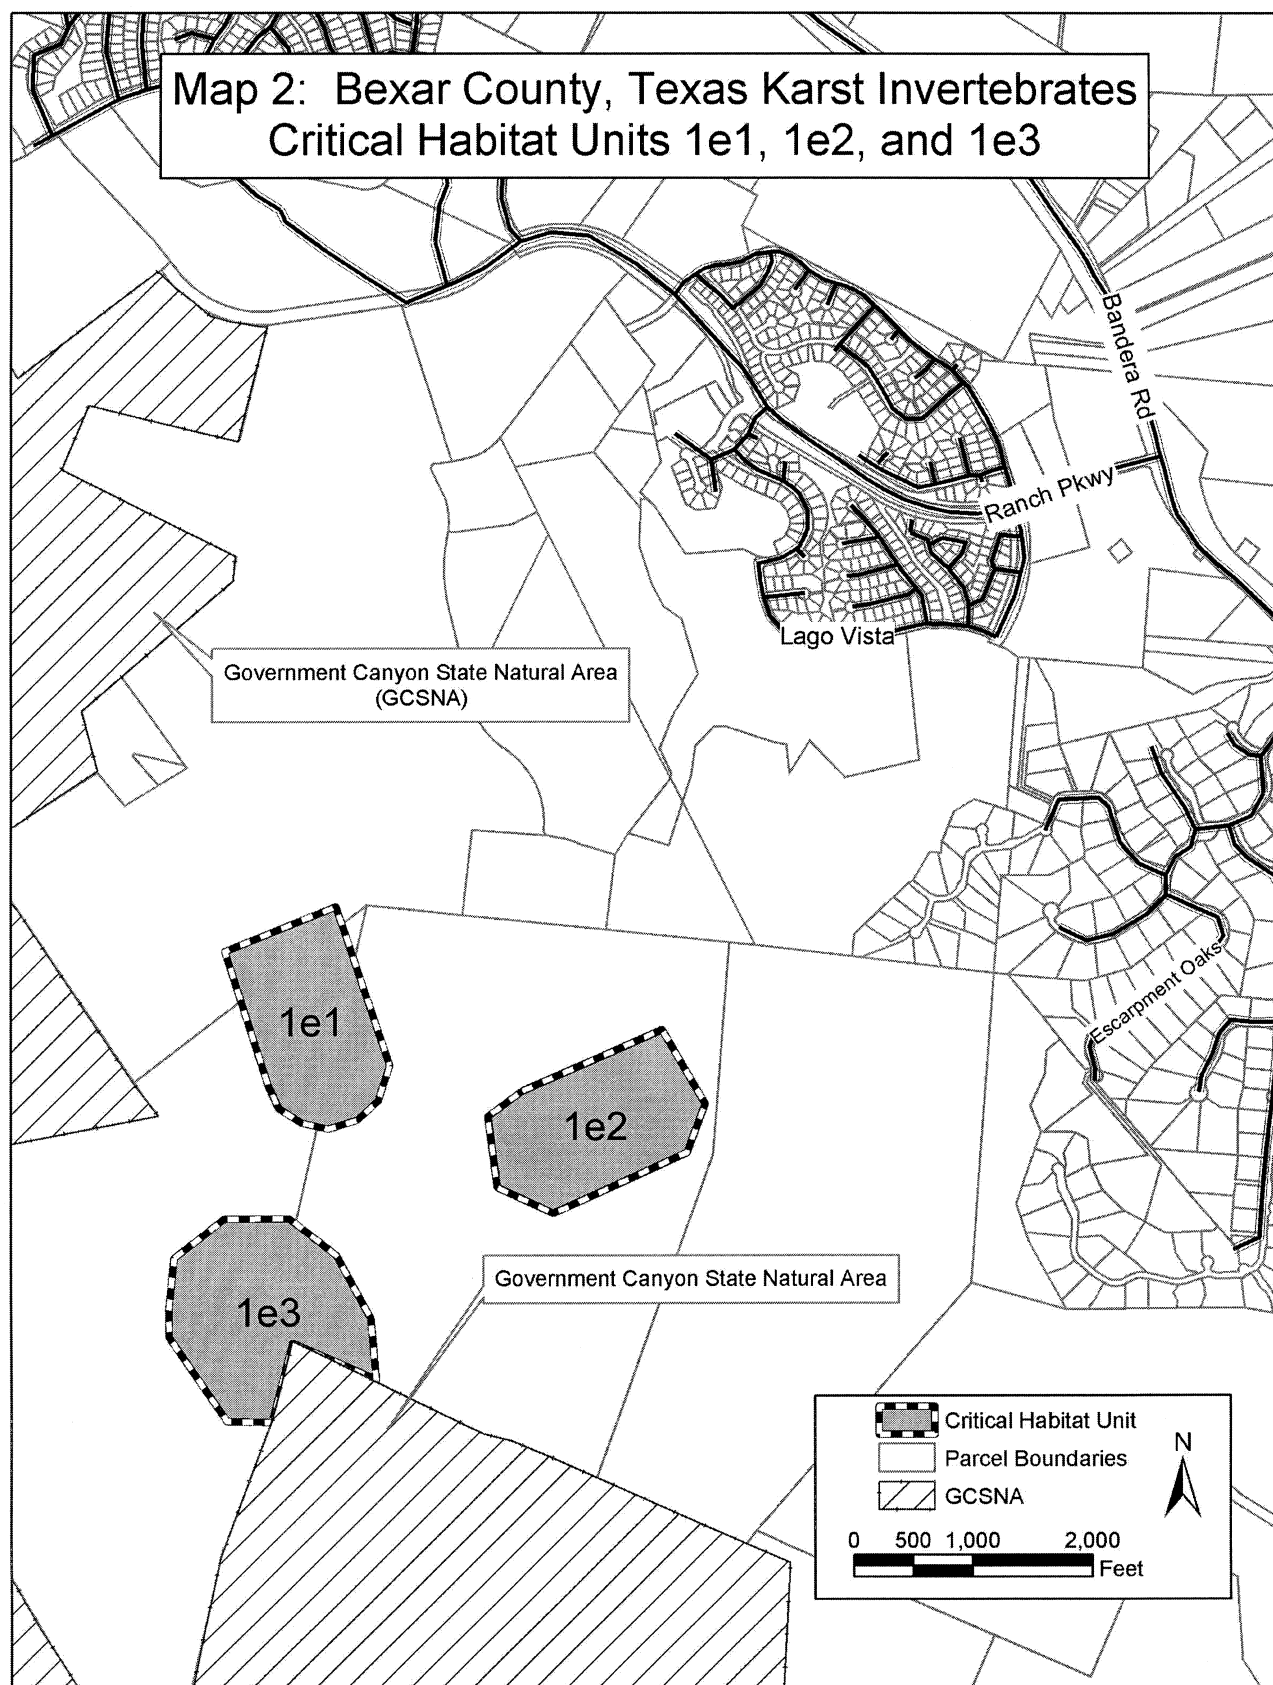 Map 2: Bexar County, Texas Karst Invertebrates
Critical Habitat Units 1e1, 1e2, and 1e3
Bandera Rd
Ranch Pkwy
Lago Vista
Government Canyon State Natural Area
(GCSNA)
Escarpment Oaks
1e1
1e2
Government Canyon State Natural Area
1e3
Critical Habitat Unit
Parcel Boundaries
GCSNA
N
0 500 1,000 2,000
Feet